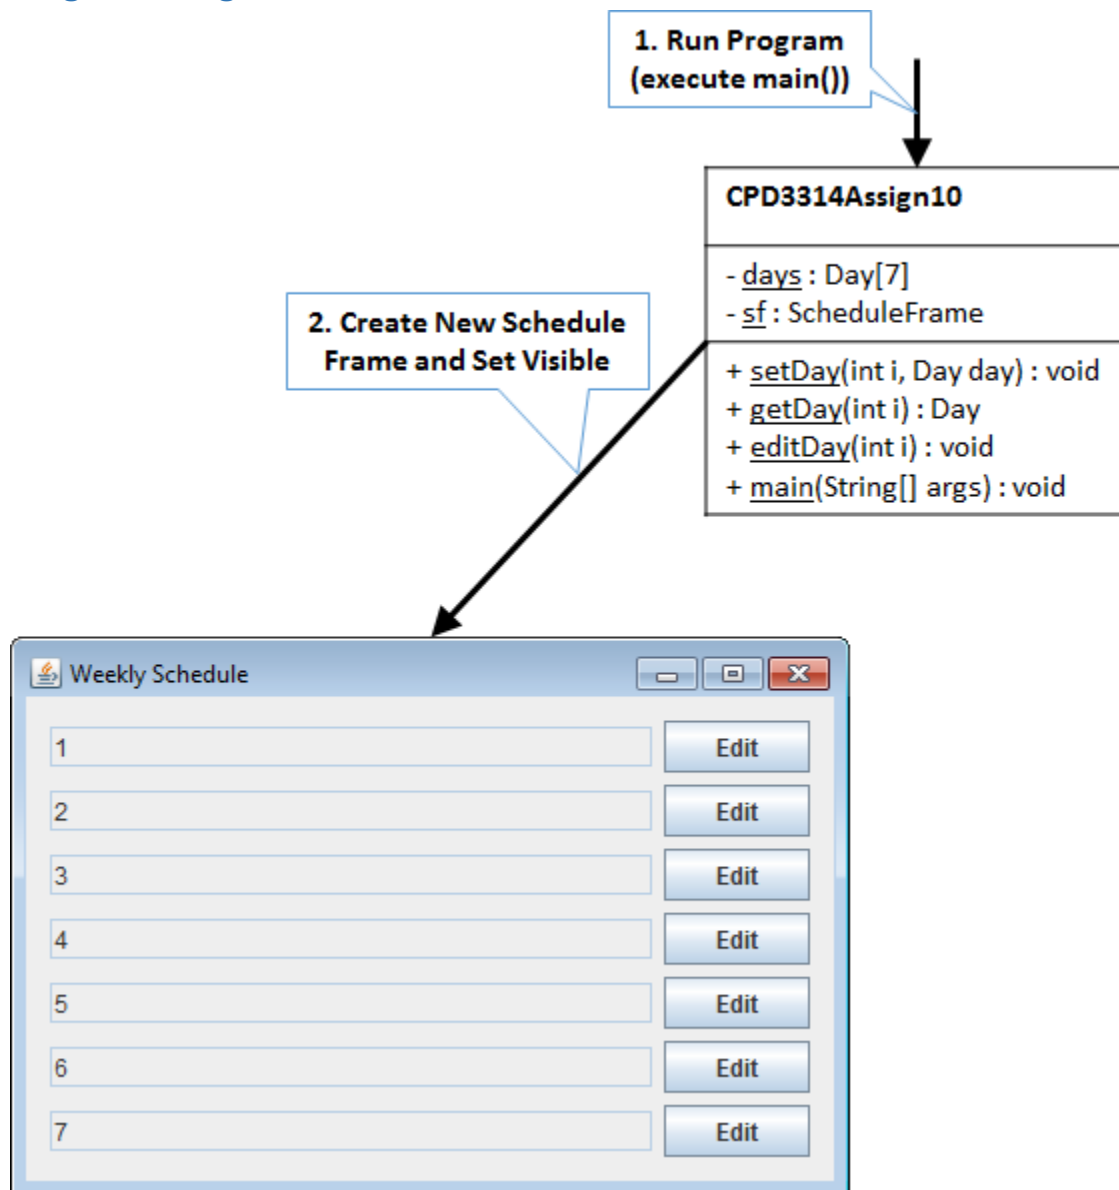 1. Run Program
(execute main())
CPD3314Assign10
- days : Day[7]
- sf : ScheduleFrame
2. Create New Schedule
Frame and Set Visible
+ setDay(int i, Day day) : void
+ getDay(int i) : Day
+ editDay(int i) : void
+ main(String[] args) : void
Weekly Schedule
1 Edit
2 Edit
3 Edit
4 Edit
5 Edit
6 Edit
7 Edit